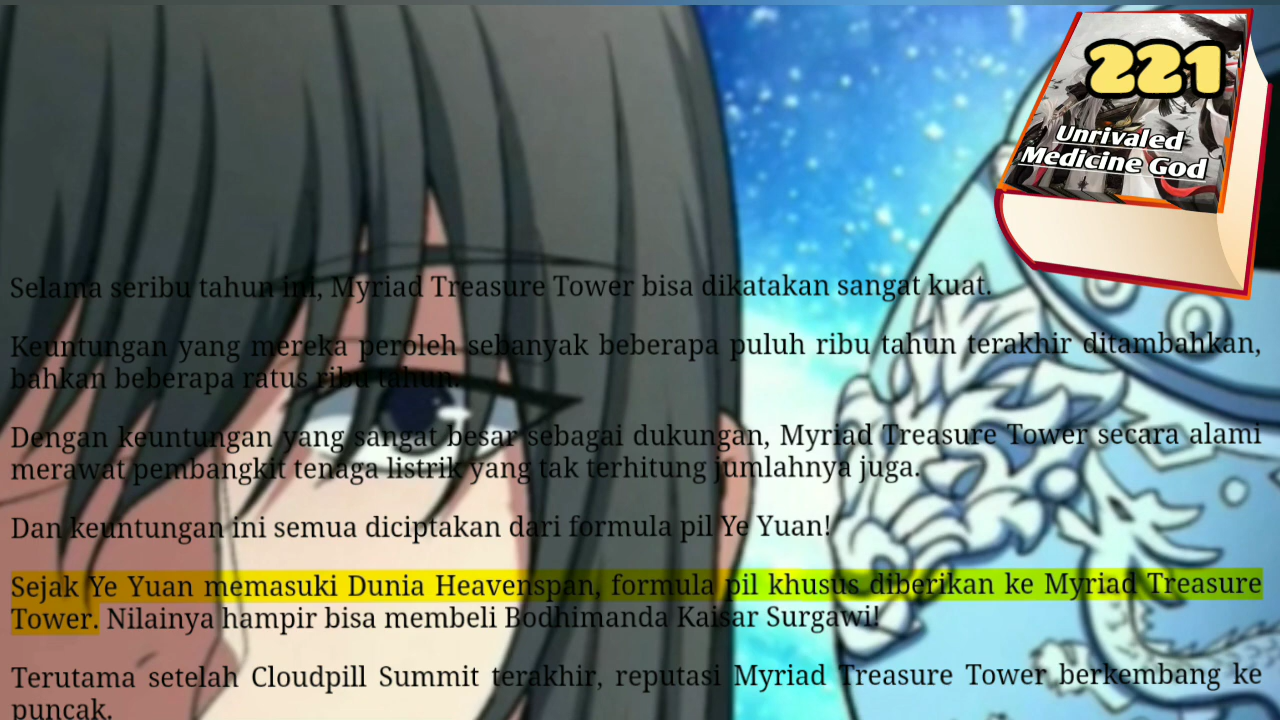 221
Unrivaled
Medicine God
Selama seribu tahun ini, Myriad Treasure Tower bisa dikatakan sangat kuat.
Keuntungan yang mereka peroleh sebanyak beberapa puluh ribu tahun terakhir ditambahkan,
bahkan beberapa ratus ribu tahun.
Dengan keuntungan yang sangat besar sebagai dukungan, Myriad Treasure Tower secara alami
merawat pembangkit tenaga listrik yang tak terhitung jumlahnya juga.
Dan keuntungan ini semua diciptakan dari formula pil Ye Yuan!
Sejak Ye Yuan memasuki Dunia Heavenspan, formula pil khusus diberikan ke Myriad Treasure
Tower. Nilainya hampir bisa membeli Bodhimanda Kaisar Surgawi!
Terutama setelah Cloudpill Summit terakhir, reputasi Myriad Treasure Tower berkembang ke
puncak.